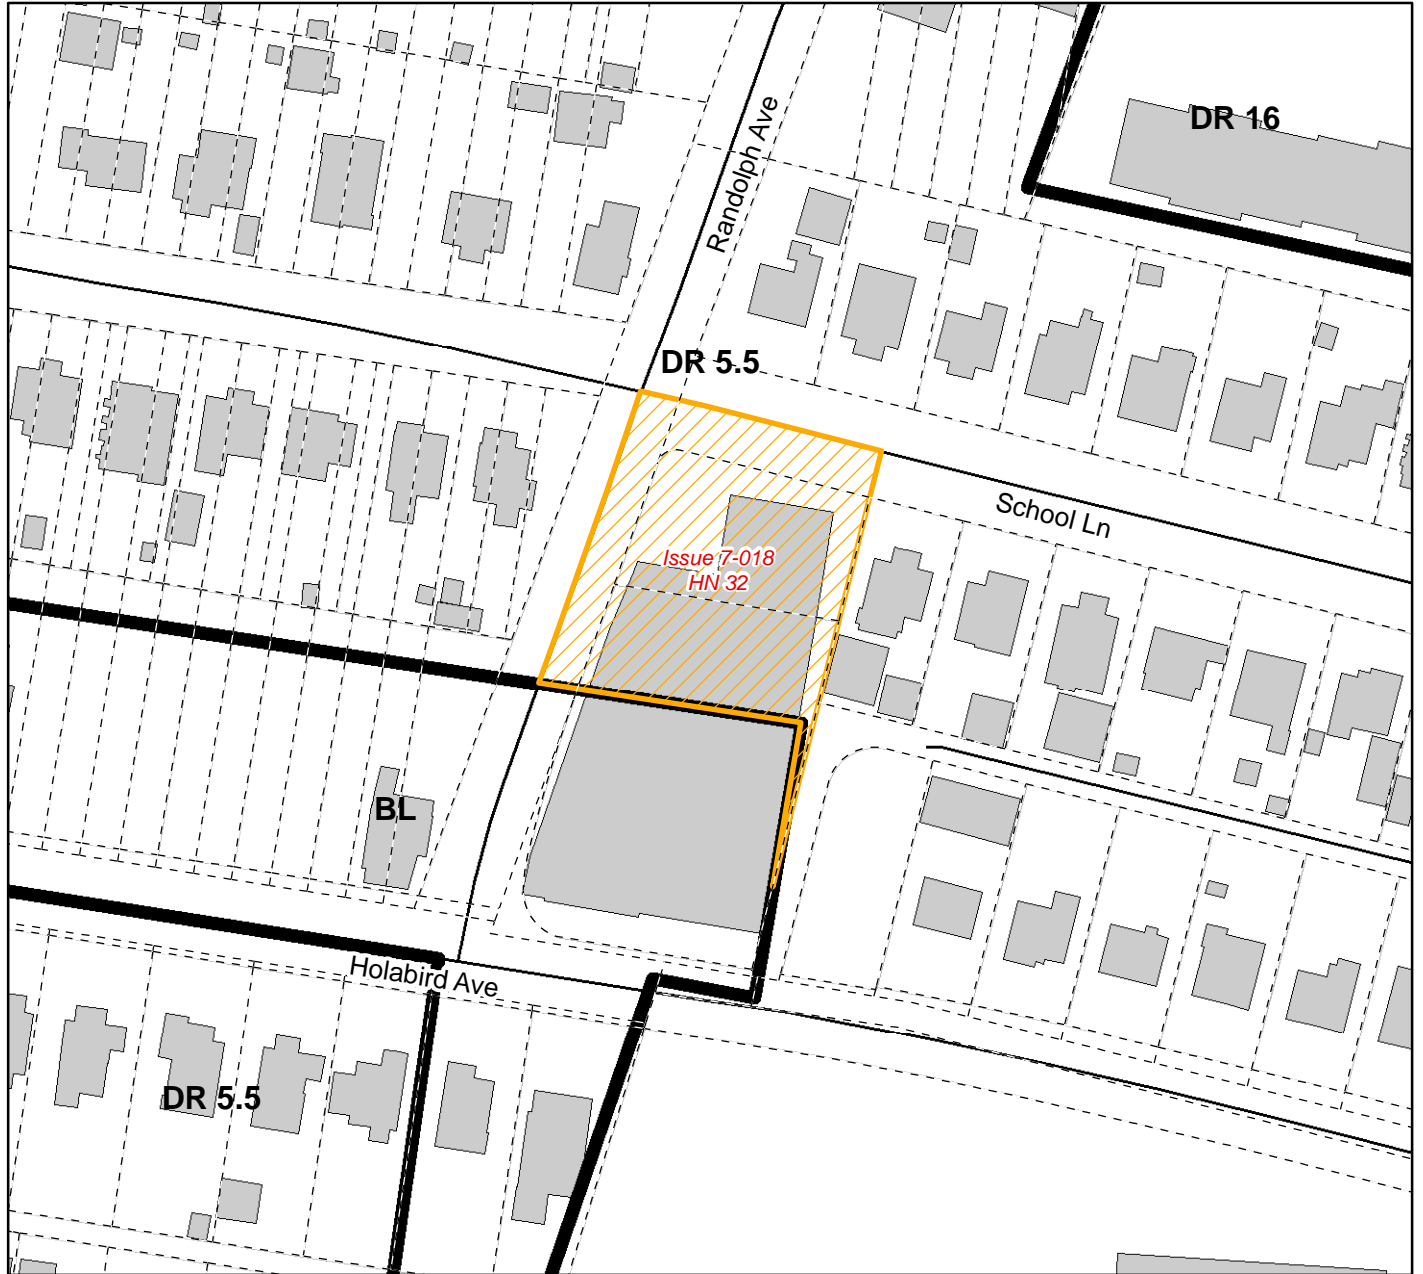 DR 16
Randolph Ave
DR 5.5
School Ln
Issue 7-018
HN 32
BL
Holabird Ave
DR 5.5